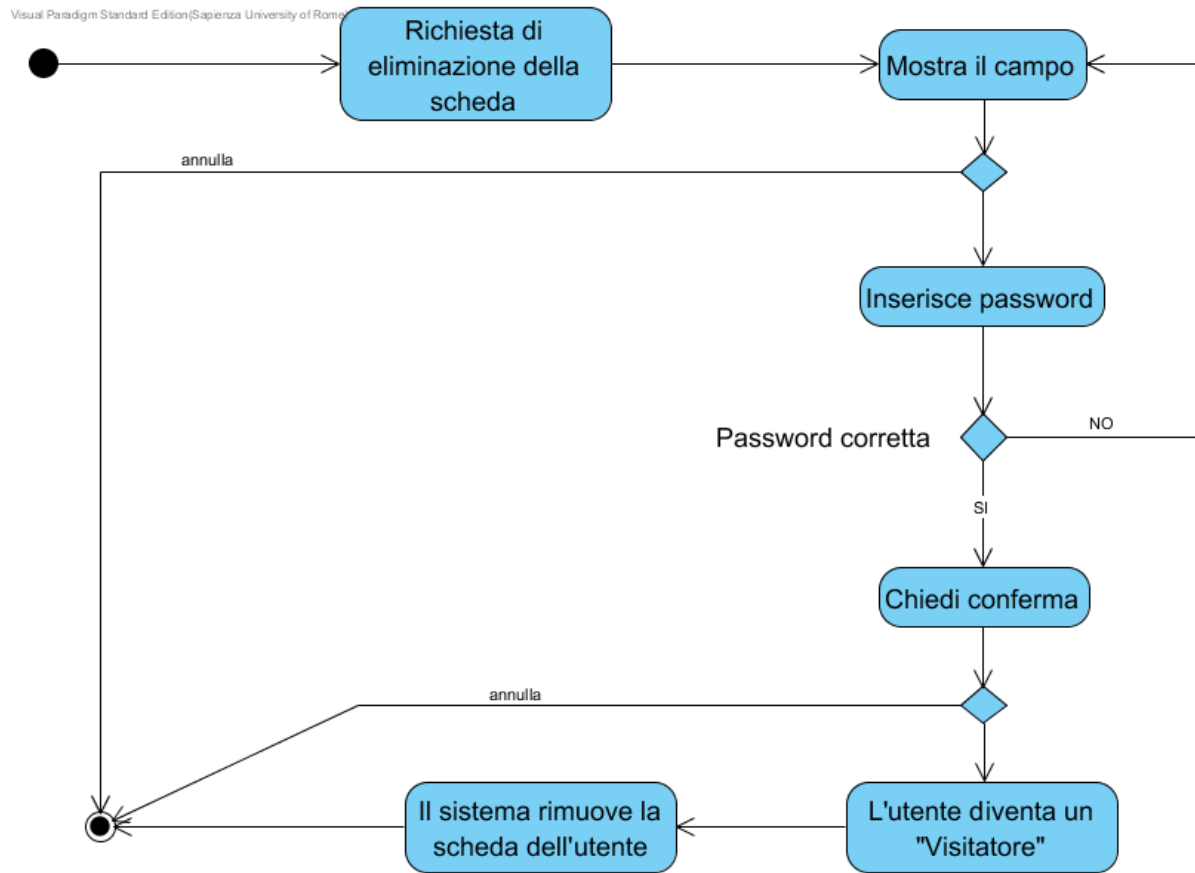 Visual Paradigm Standard Edition(Sapienza University of Rome)
Richiesta di
eliminazione della
scheda
Mostra il campo
annulla
Inserisce password
Password corretta
NO
SI
Chiedi conferma
annulla
Il sistema rimuove la
scheda dell'utente
L'utente diventa un
"Visitatore"